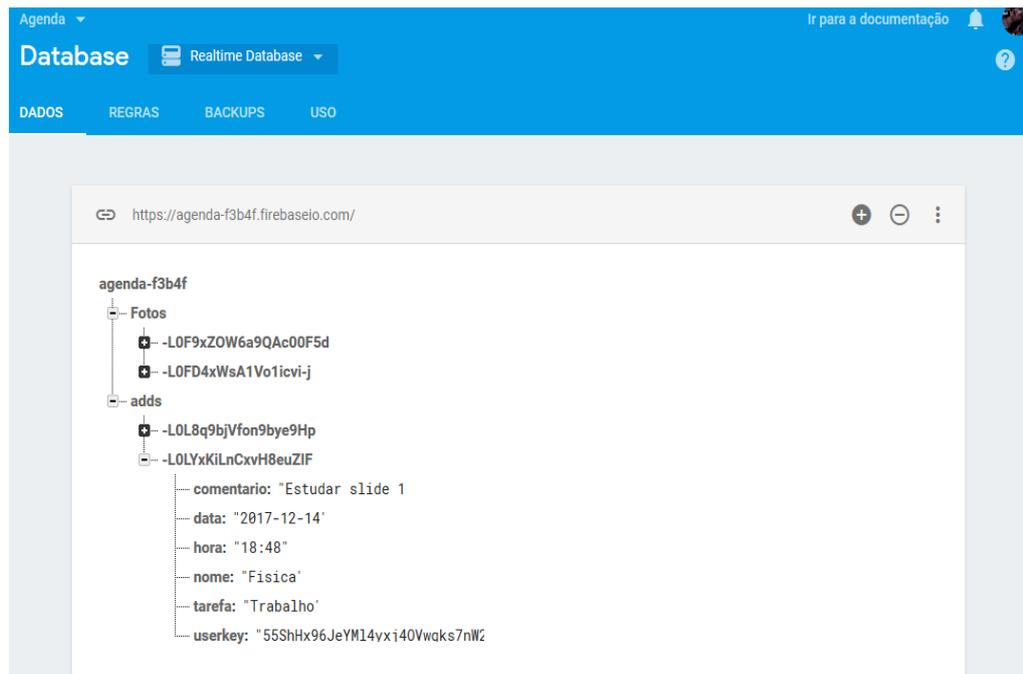 Agenda
Ir para a documentação
Database
Realtime Database
DADOS REGRAS BACKUPS USO
https://agenda-f3b4f.firebaseio.com/
agenda-f3b4f
Fotos
-L0F9xZOW6a9QAc00F5d
-L0FD4xWsA1Vo1icvi-j
adds
-L0L8q9bjVfon9bye9Hp
-L0LYxKiLnCxvH8euZIF
comentario: "Estudar slide 1
data: "2017-12-14'
hora: "18:48"
nome: "Fisica'
tarefa: "Trabalho'
userkey: "55ShHx96JeYMl4yxj4OVwqks7nW2